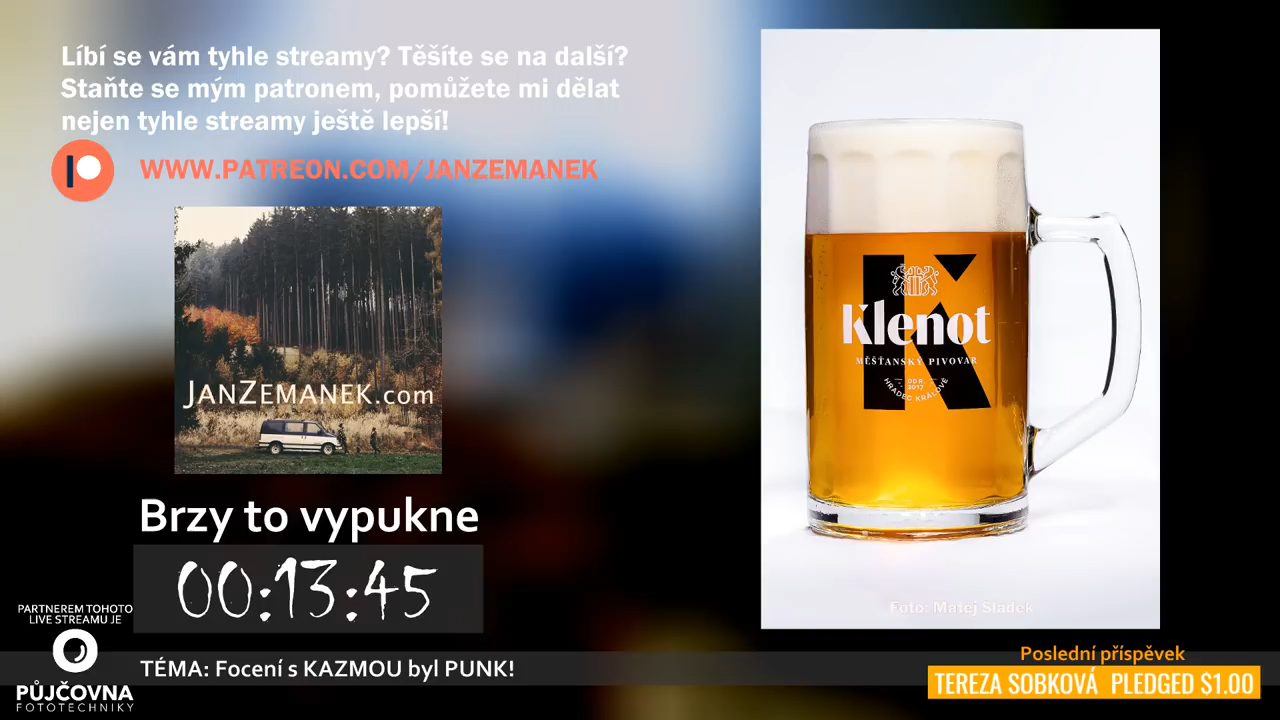 Líbí se vám tyhle streamy? Těšíte se na další?
Staňte se mým patronem, pomůžete mi dělat
nejen tyhle streamy ještě lepší!
WWW.PATREON.COM/JANZEMANEK
JANZEMANEK.com
Brzy to vypukne
00:13:45
PARTNEREM TOHOTO
LIVE STREAMU JE
PŮJČOVNA
FOTOTECHNIKY
TÉMA: Focení s KAZMOU byl PUNK!
K
Klenot
MĚŠŤANSKÝ PIVOVAR
OD R.
2017
HRADEC KRÁLOVÉ
Foto: Matěj Sládek
Poslední příspěvek
TEREZA SOBKOVÁ PLEDGED $1.00